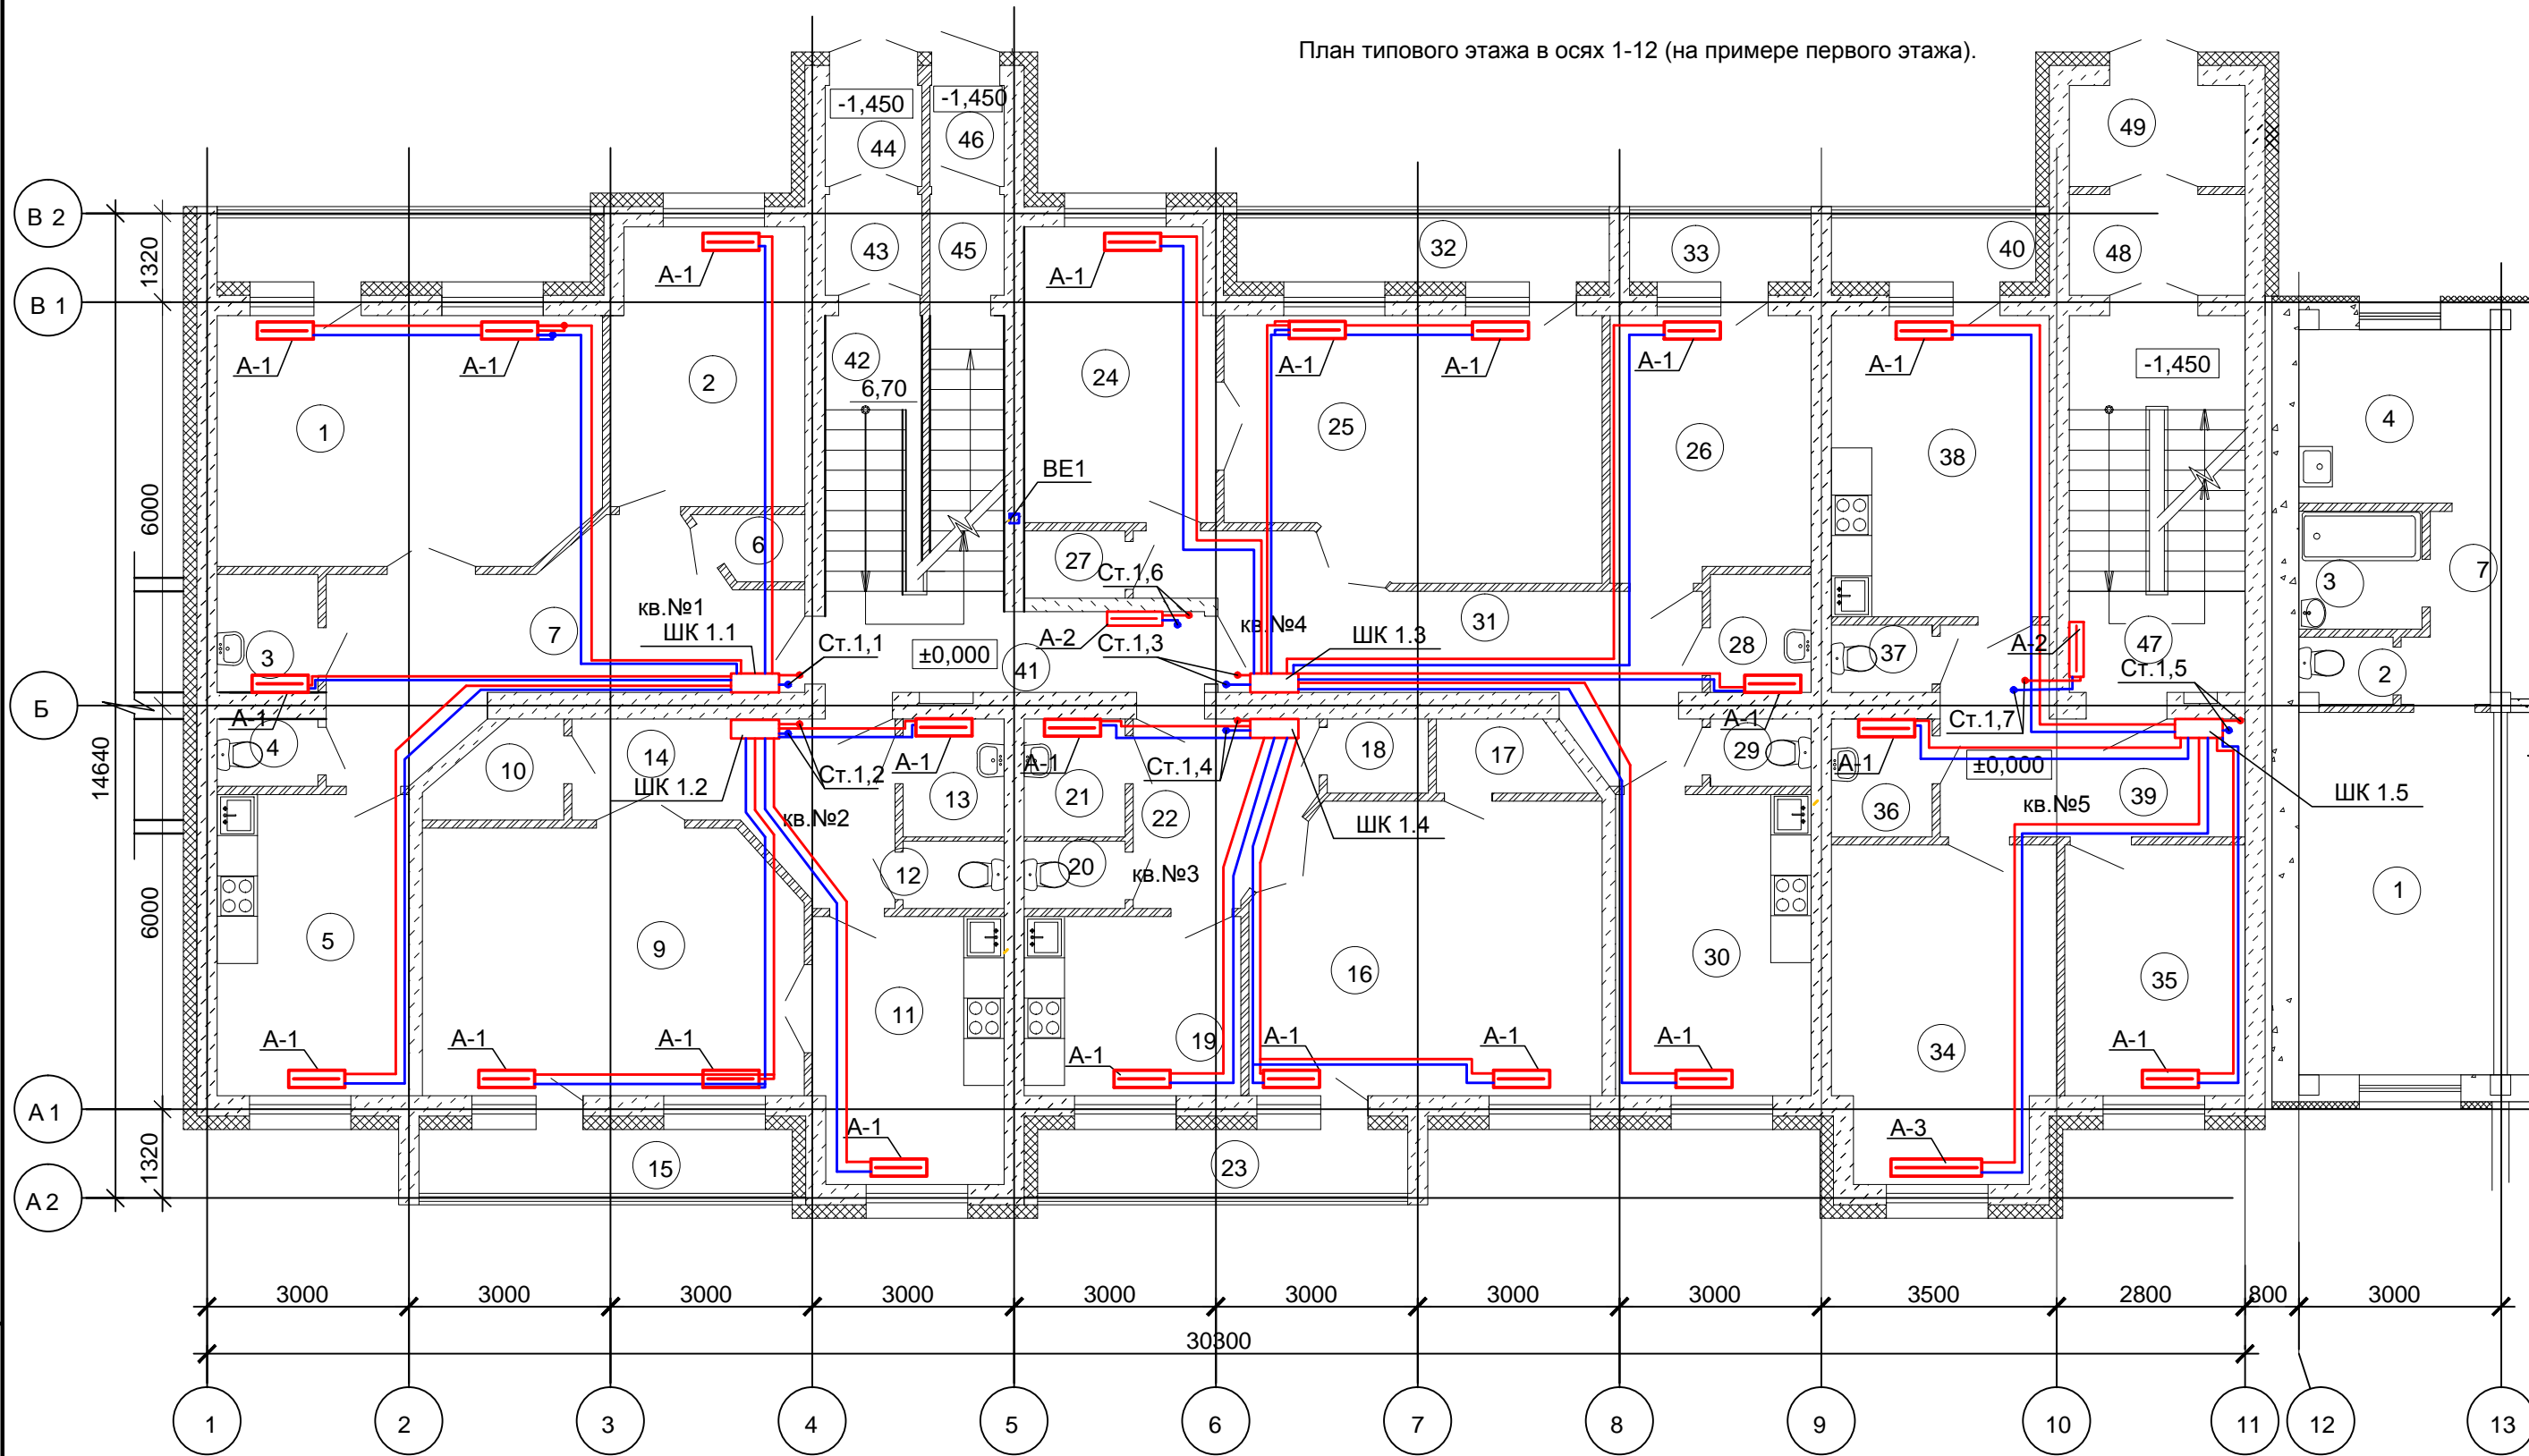 План типового этажа в осях 1-12 (на примере первого этажа).
-1,450
-1,450
49
44
46
В 2
43
45
32
33
40
48
А-1
А-1
1320
В 1
42
6,70
-1,450
А-1
А-1
А-1
А-1
А-1
А-1
2
24
1
25
26
38
4
ВЕ1
6000
6
27
Ст.1,6
3
7
кв.№1
ШК 1.1
7
3
Ст.1,1
±0,000
41
А-2
Ст.1,3
кв.№4
ШК 1.3
31
28
37
А-2
47
Ст.1,5
2
Б
А-1
4
10
14
ШК 1.2
Ст.1,2
А-1
13
А-1
21
Ст.1,4
22
18
17
А-1
29
Ст.1,7
А-1
±0,000
36
кв.№5
39
ШК 1.5
14640
кв.№2
ШК 1.4
12
20
кв.№3
6000
5
9
11
16
30
35
1
19
34
А-1
А-1
А-1
А-1
А-1
А-1
А-1
А-1
А 1
А-1
А-3
1320
15
23
А 2
3000
3000
3000
3000
3000
3000
3000
3000
3500
2800
800
3000
30300
1
2
3
4
5
6
7
8
9
10
11
12
13